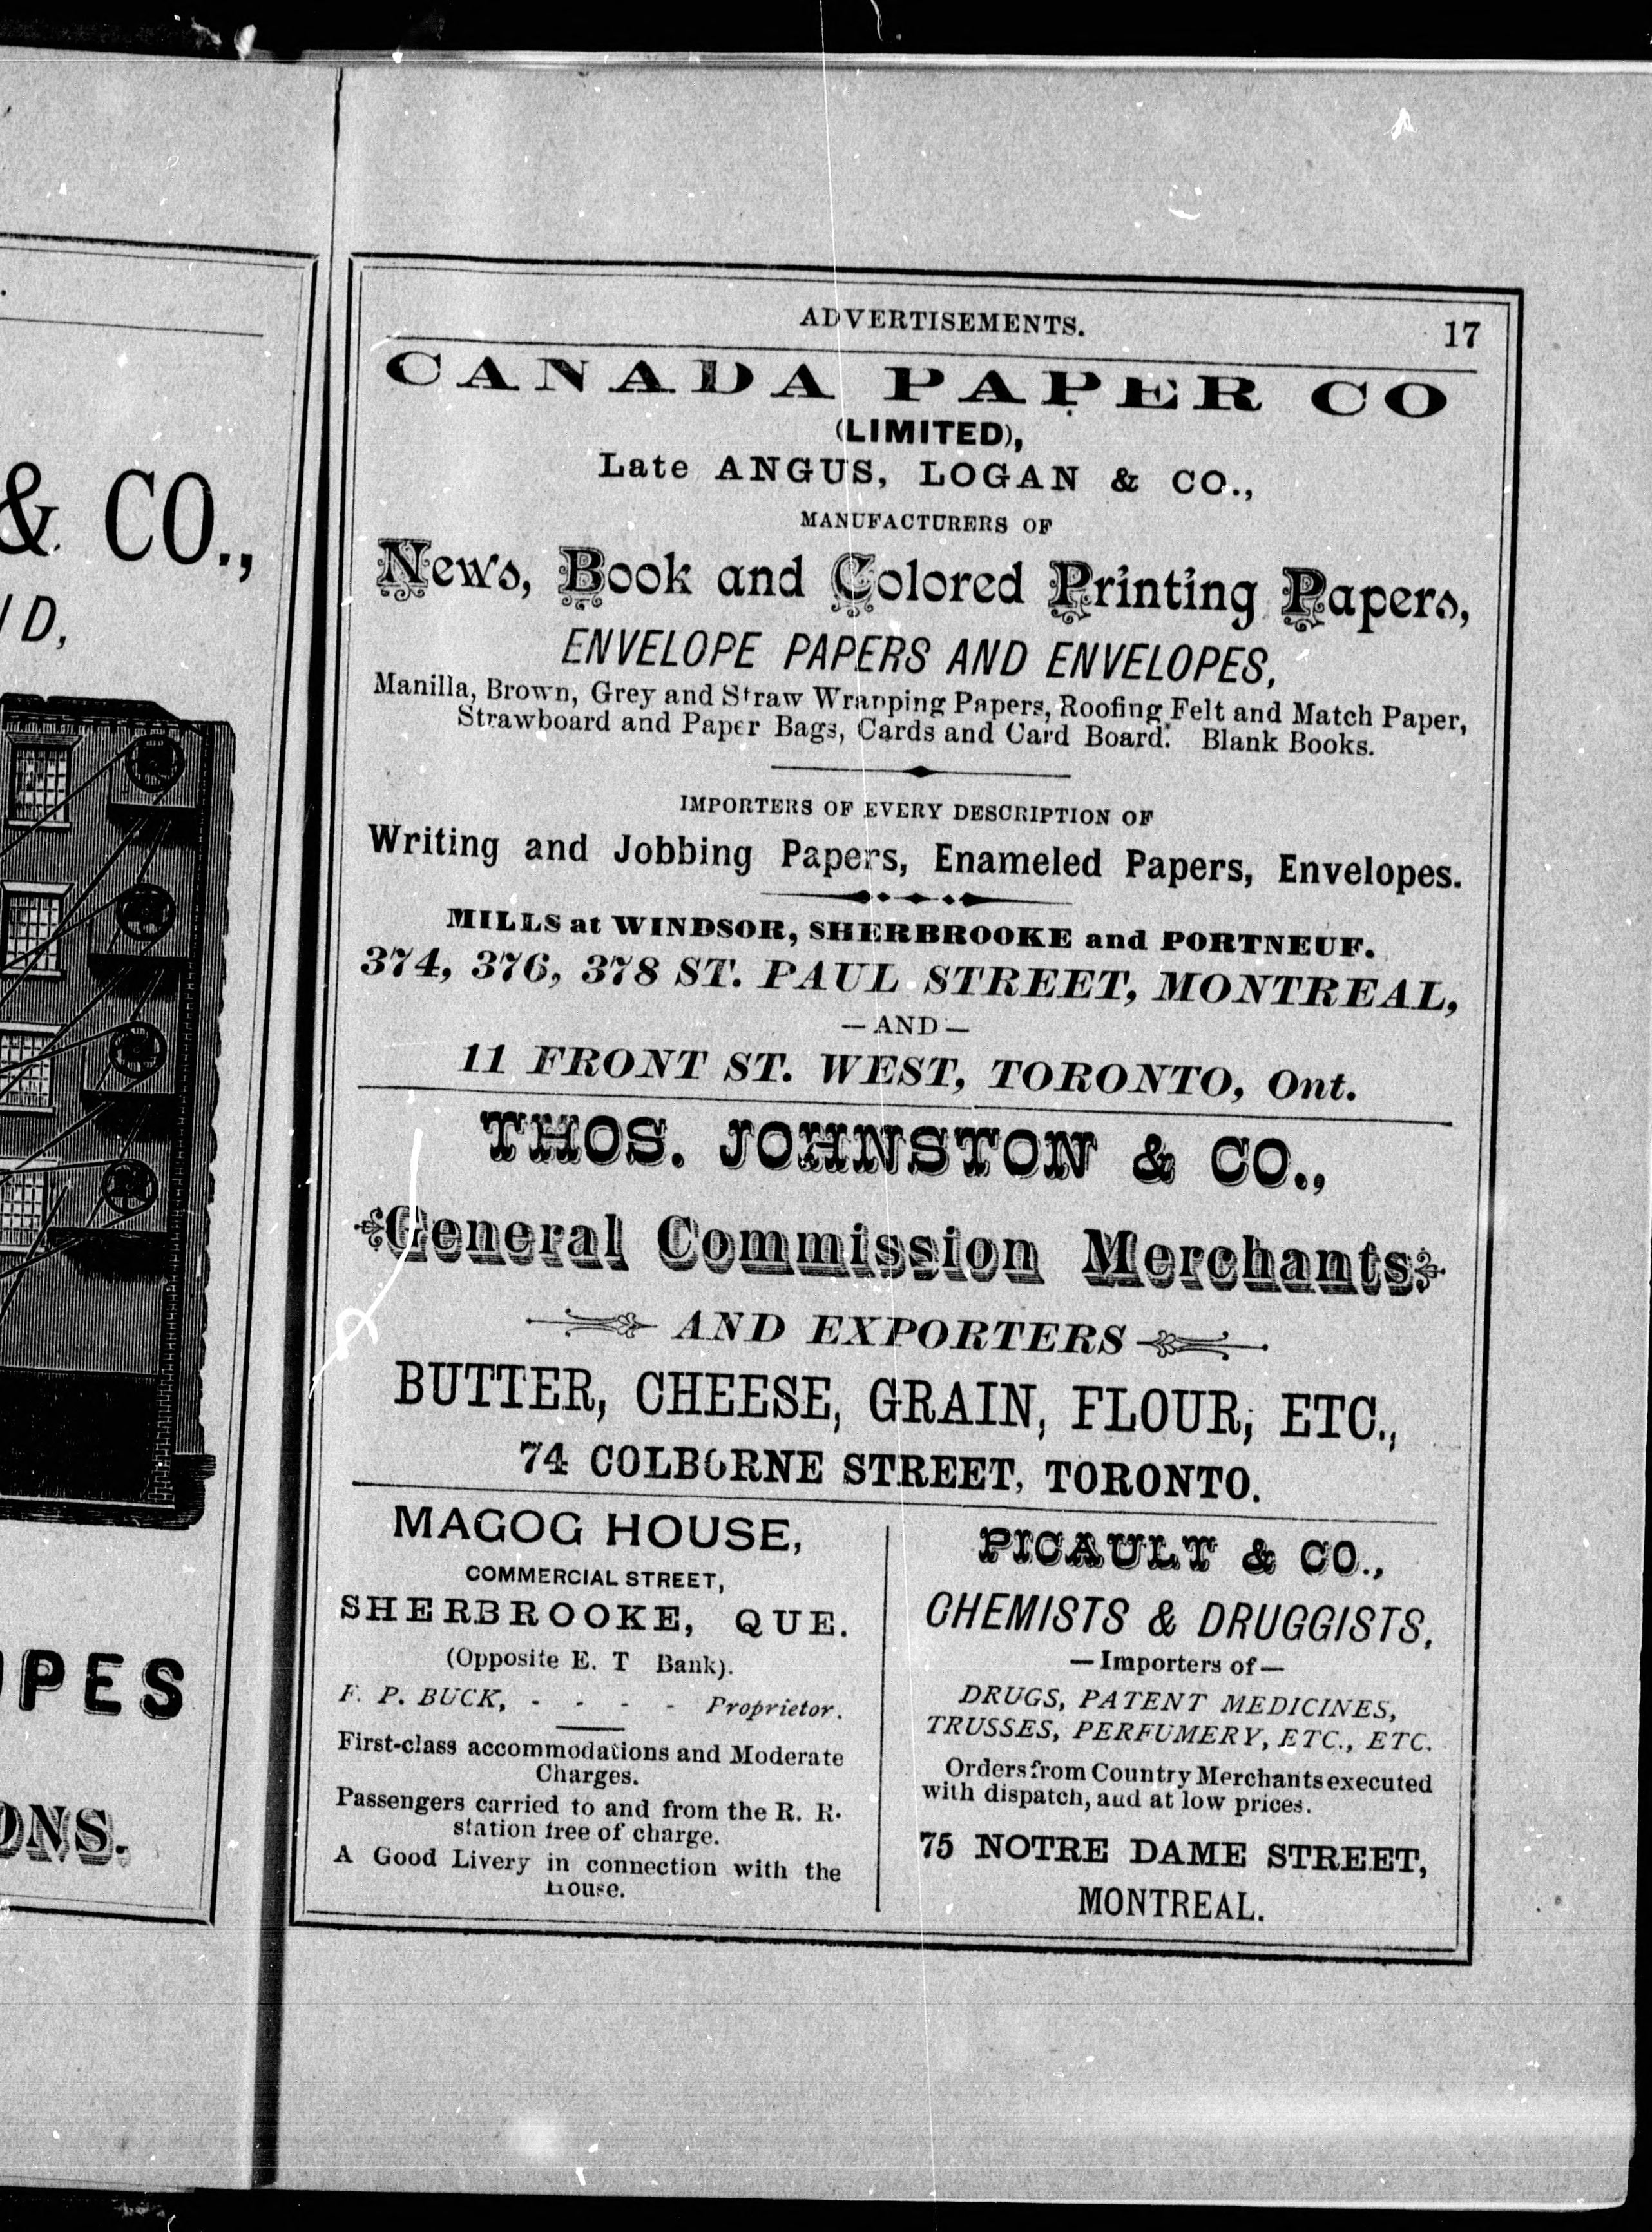 & CO.,
D,
OPES
ONS.
ADVERTISEMENTS. 17
CANADA PAPER CO
(LIMITED),
Late ANGUS, LOGAN & CO.,
MANUFACTURERS OF
News, Book and Colored Printing Papers,
ENVELOPE PAPERS AND ENVELOPES,
Manilla, Brown, Grey and Straw Wrapping Papers, Roofing Felt and Match Paper,
Strawboard and Paper Bags, Cards and Card Board. Blank Books.
IMPORTERS OF EVERY DESCRIPTION OF
Writing and Jobbing Papers, Enameled Papers, Envelopes.
MILLS at WINDSOR, SHERBROOKE and PORTNEUF.
374, 376, 378 ST. PAUL STREET, MONTREAL,
—AND—
11 FRONT ST. WEST, TORONTO, Ont.
THOS. JOHNSTON & CO.,
General Commission Merchants
AND EXPORTERS
BUTTER, CHEESE, GRAIN, FLOUR, ETC.,
74 COLBORNE STREET, TORONTO.
MAGOG HOUSE,
COMMERCIAL STREET,
SHERBROOKE, QUE.
(Opposite E. T Bank).
F. P. BUCK, - - - - Proprietor.
First-class accommodations and Moderate
Charges.
Passengers carried to and from the R. R.
station free of charge.
A Good Livery in connection with the
House.
PICAULT & CO.,
CHEMISTS & DRUGGISTS,
—Importers of—
DRUGS, PATENT MEDICINES,
TRUSSES, PERFUMERY, ETC., ETC.
Orders from Country Merchants executed
with dispatch, and at low prices.
75 NOTRE DAME STREET,
MONTREAL.